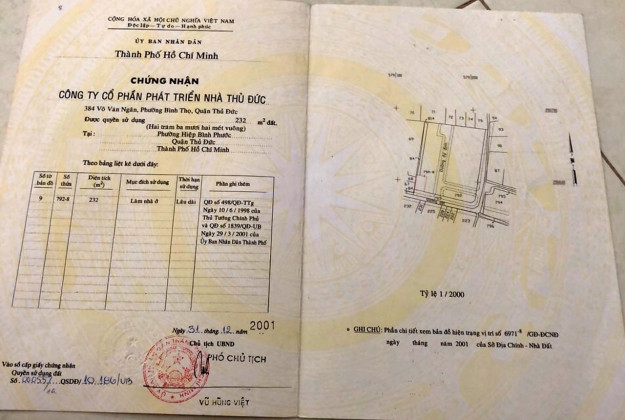 CỘNG HÒA XÃ HỘI CHỦ NGHĨA VIỆT NAM
Độc lập - Tự do - Hạnh phúc
ỦY BAN NHÂN DÂN
Thành Phố Hồ Chí Minh
CHỨNG NHẬN
CÔNG TY CỔ PHẦN PHÁT TRIỂN NHÀ THỦ ĐỨC
384 Võ Văn Ngân, Phường Bình Thọ, Quận Thủ Đức
Được quyền sử dụng 232 m² đất.
(Hai trăm ba mươi hai mét vuông)
Tại : Phường Hiệp Bình Phước
Quận Thủ Đức
Thành Phố Hồ Chí Minh
Theo bảng liệt kê dưới đây:
Số tờ bản đồ Số thửa Diện tích (m²) Mục đích sử dụng Thời hạn sử dụng Phần ghi thêm
9 792-8 232 Làm nhà ở Lâu dài QĐ số 498/QĐ-TTg
Ngày 10 / 6 / 1998 của
Thủ Tướng Chính Phủ
và QĐ số 1839/QĐ-UB
Ngày 29 / 3 / 2001 của
Ủy Ban Nhân Dân Thành Phố
Ngày 31 tháng 12 năm 2001
Chủ tịch UBND
PHÓ CHỦ TỊCH
VŨ HÙNG VIỆT
Vào sổ cấp giấy chứng nhận
Quyền sử dụng đất
Số QSDĐ/
Tỷ lệ 1 / 2000
* GHI CHÚ: Phần chi tiết xem bản đồ hiện trạng vị trí số 6971 /GĐ-ĐCNĐ
ngày tháng năm 2001 của Sở Địa Chính - Nhà Đất